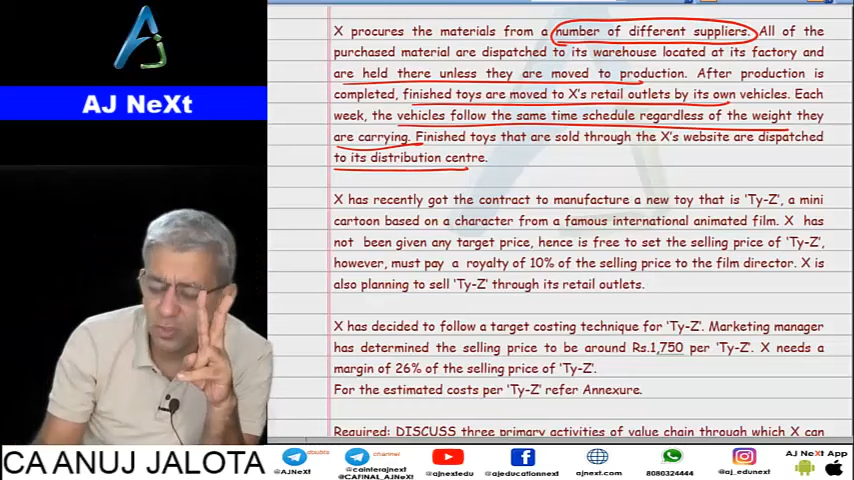 X procures the materials from a number of different suppliers. All of the
purchased material are dispatched to its warehouse located at its factory and
are held there unless they are moved to production. After production is
completed, finished toys are moved to X's retail outlets by its own vehicles. Each
week, the vehicles follow the same time schedule regardless of the weight they
are carrying. Finished toys that are sold through the X's website are dispatched
to its distribution centre.
X has recently got the contract to manufacture a new toy that is 'Ty-Z', a mini
cartoon based on a character from a famous international animated film. X has
not been given any target price, hence is free to set the selling price of 'Ty-Z',
however, must pay a royalty of 10% of the selling price to the film director. X is
also planning to sell 'Ty-Z' through its retail outlets.
X has decided to follow a target costing technique for 'Ty-Z'. Marketing manager
has determined the selling price to be around Rs.1,750 per 'Ty-Z'. X needs a
margin of 26% of the selling price of 'Ty-Z'.
For the estimated costs per 'Ty-Z' refer Annexure.
Required: DISCUSS three primary activities of value chain through which X can
AJ NeXt
CA ANUJ JALOTA
doubts
@AJNeXt
channel
@cainterajnext
@CAFINAL_AJNeXt
@ajnextedu
@ajeducationnext
ajnext.com
8080324444
@aj_edunext
AJ NeXt App